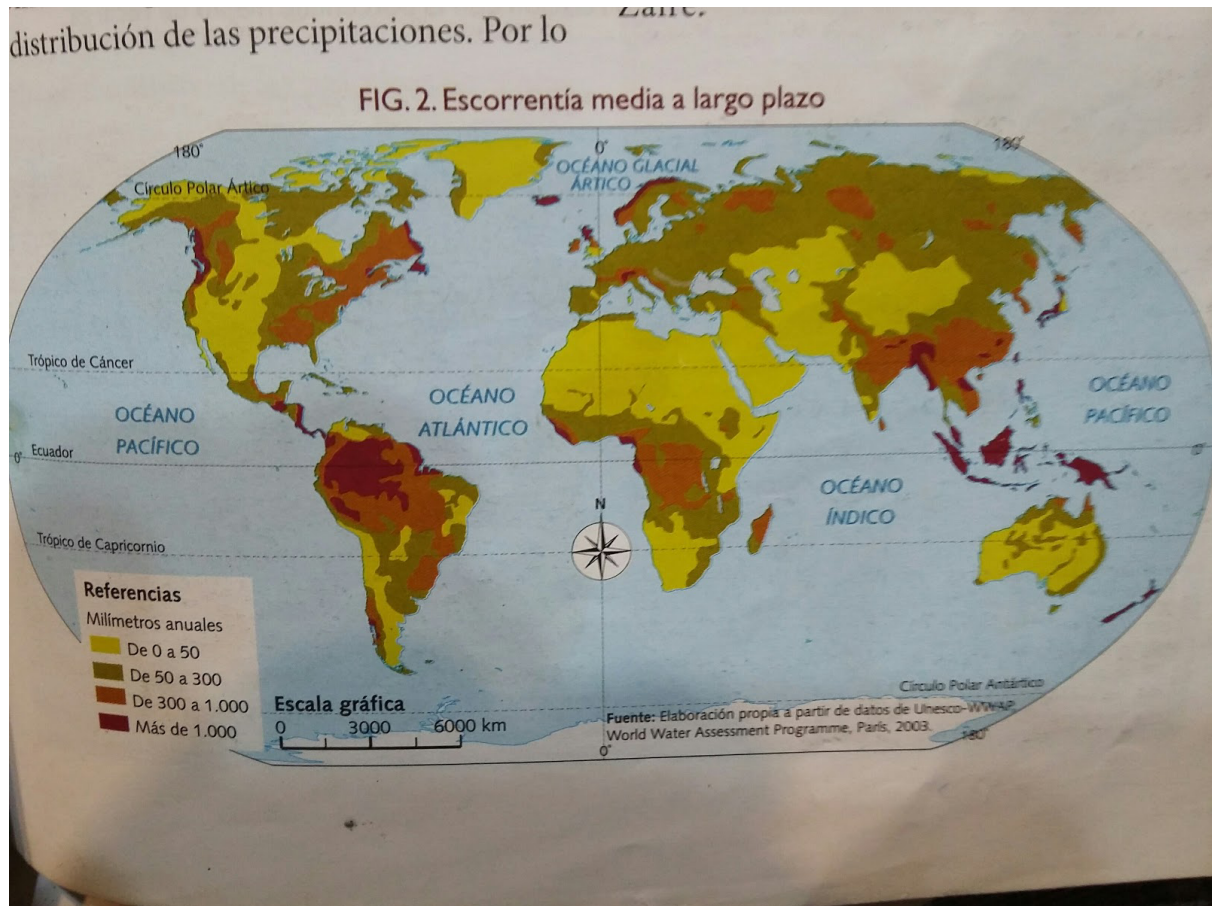 distribución de las precipitaciones. Por lo
Zaire.
FIG. 2. Escorrentía media a largo plazo
180°
0°
180°
OCÉANO GLACIAL
ÁRTICO
Círculo Polar Ártico
Trópico de Cáncer
OCÉANO
PACÍFICO
OCÉANO
ATLÁNTICO
OCÉANO
PACÍFICO
0°
Ecuador
0°
OCÉANO
ÍNDICO
N
Trópico de Capricornio
Referencias
Milímetros anuales
De 0 a 50
De 50 a 300
De 300 a 1.000
Más de 1.000
Escala gráfica
0 3000 6000 km
Círculo Polar Antártico
Fuente: Elaboración propia a partir de datos de Unesco-WWAP,
World Water Assessment Programme, París, 2003.
0°
180°